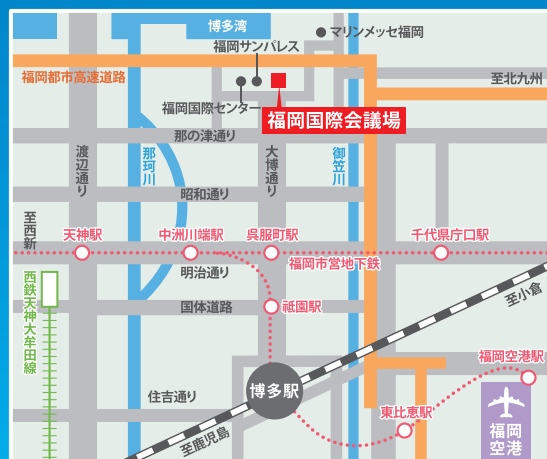 博多湾
マリンメッセ福岡
福岡サンパレス
福岡都市高速道路
至北九州
福岡国際センター
福岡国際会議場
那の津通り
渡辺通り
那珂川
大博通り
御笠川
昭和通り
至西新
天神駅
中洲川端駅
呉服町駅
千代県庁口駅
福岡市営地下鉄
明治通り
西鉄天神大牟田線
国体道路
祗園駅
至小倉
福岡空港駅
博多駅
住吉通り
東比恵駅
至鹿児島
福岡
空港